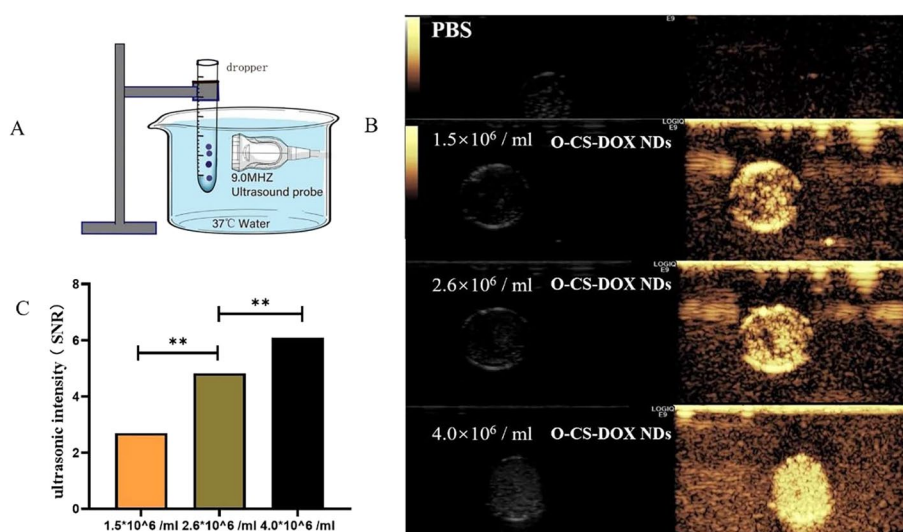 A
dropper
9.0MHZ
Ultrasound probe
37℃ Water
B
PBS
E9
LOGIQ
E9
1.5×10⁶ / ml O-CS-DOX NDs
LOGIQ
E9
2.6×10⁶ / ml O-CS-DOX NDs
LOGIQ
E9
4.0×10⁶ / ml O-CS-DOX NDs
C
ultrasonic intensity ( SNR)
8
6
4
2
0
**
**
1.5*10^6 /ml 2.6*10^6 /ml 4.0*10^6 /ml